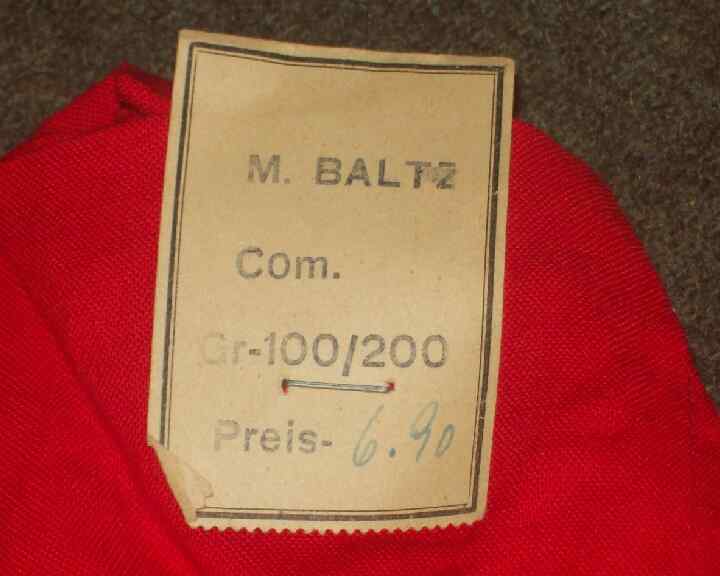 M. BALTZ
Com.
Gr-100/200
Preis- 6.90